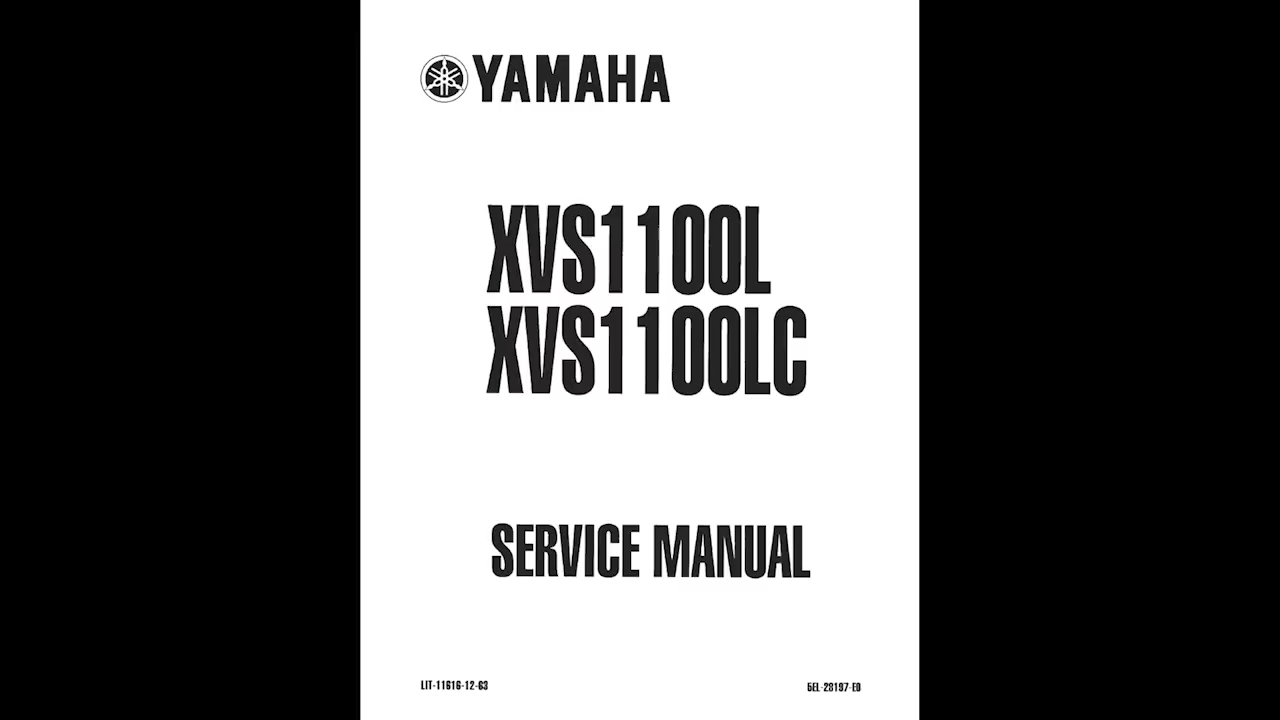 YAMAHA
XVS1100L
XVS1100LC
SERVICE MANUAL
LIT-11616-12-63 5EL-28197-E0